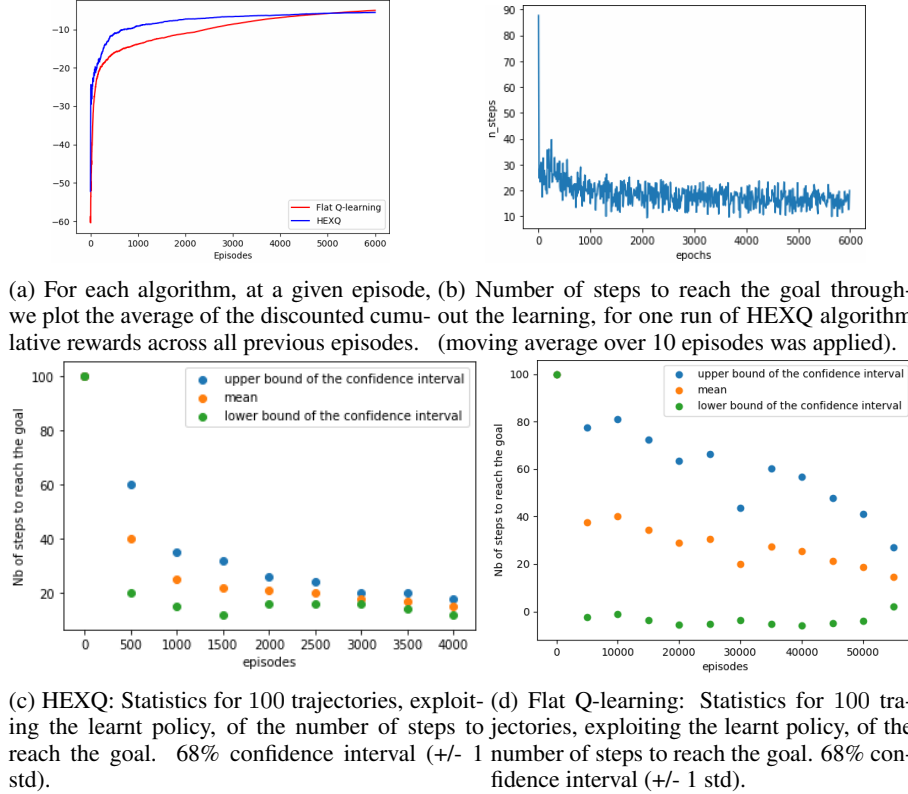 −10
−20
−30
−40
−50
−60
0
1000
2000
3000
4000
5000
6000
Episodes
Flat Q-learning
HEXQ
90
80
70
60
50
40
30
20
10
n_steps
0
1000
2000
3000
4000
5000
6000
epochs
(a) For each algorithm, at a given episode,
we plot the average of the discounted cumu-
lative rewards across all previous episodes.
(b) Number of steps to reach the goal through-
out the learning, for one run of HEXQ algorithm
(moving average over 10 episodes was applied).
100
80
60
40
20
Nb of steps to reach the goal
upper bound of the confidence interval
mean
lower bound of the confidence interval
0
500
1000
1500
2000
2500
3000
3500
4000
episodes
100
80
60
40
20
0
Nb of steps to reach the goal
upper bound of the confidence interval
mean
lower bound of the confidence interval
0
10000
20000
30000
40000
50000
episodes
(c) HEXQ: Statistics for 100 trajectories, exploit-
ing the learnt policy, of the number of steps to
reach the goal. 68% confidence interval (+/- 1
std).
(d) Flat Q-learning: Statistics for 100 tra-
jectories, exploiting the learnt policy, of the
number of steps to reach the goal. 68% con-
fidence interval (+/- 1 std).